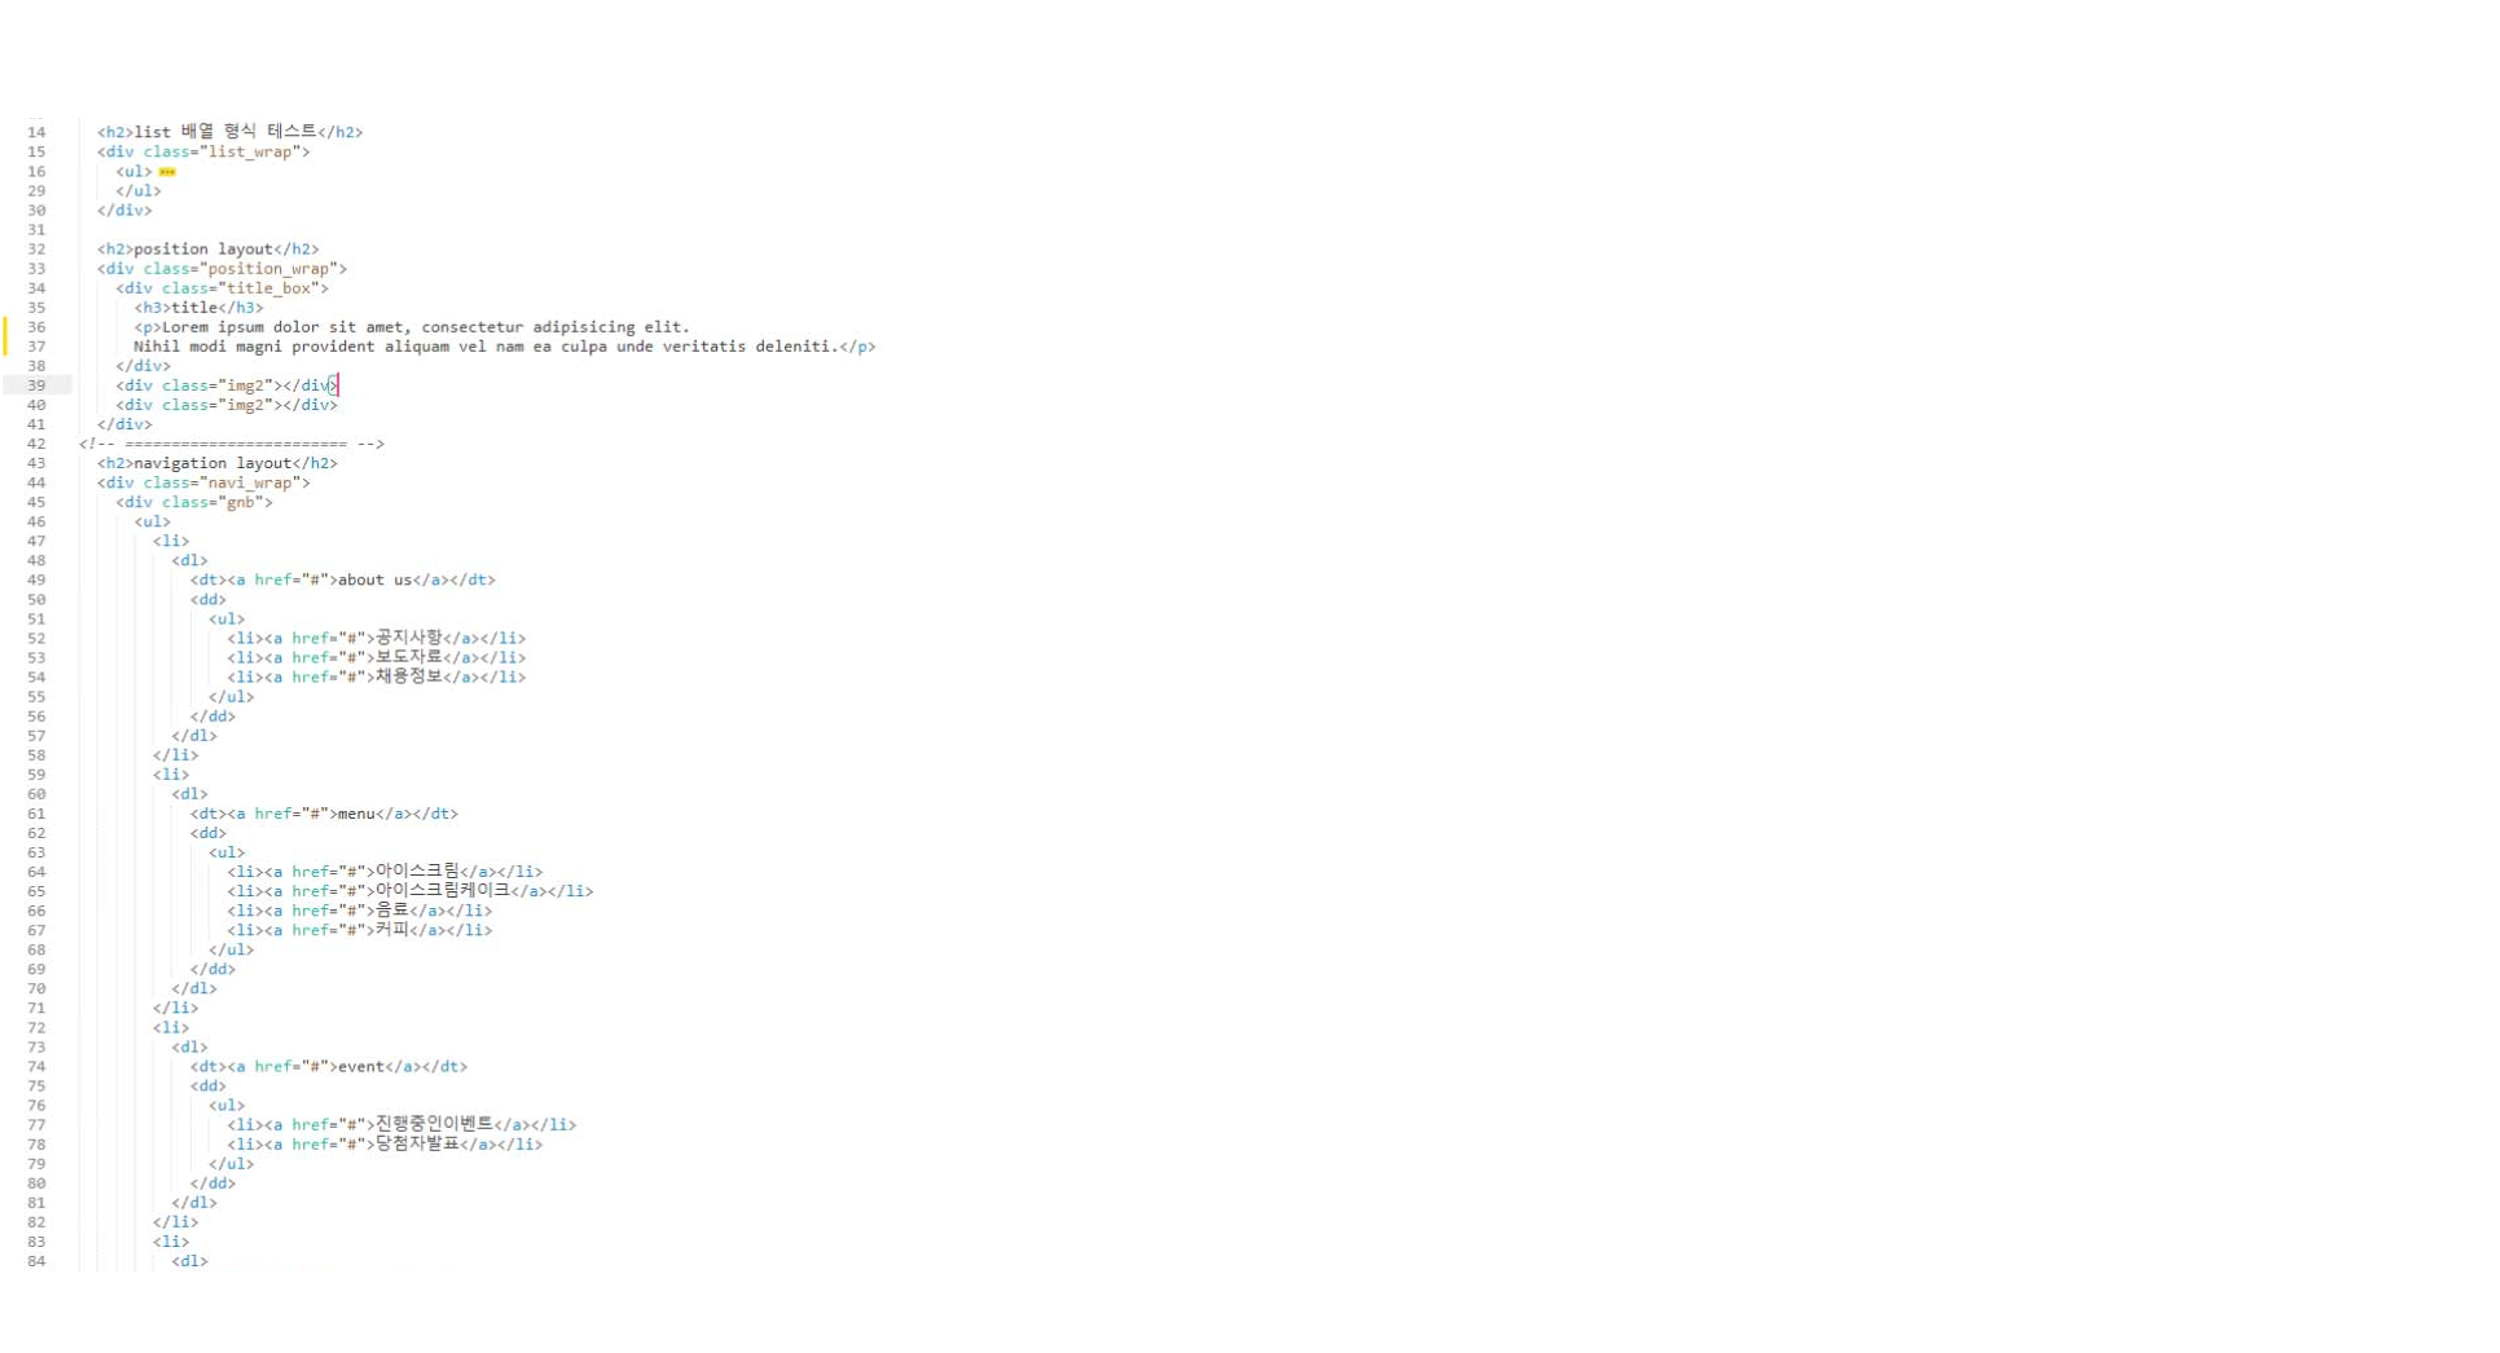 14 <h2>list 배열 형식 테스트</h2>
15 <div class="list_wrap">
16 <ul>
29 </ul>
30 </div>
31
32 <h2>position layout</h2>
33 <div class="position_wrap">
34 <div class="title_box">
35 <h3>title</h3>
36 <p>Lorem ipsum dolor sit amet, consectetur adipisicing elit.
37 Nihil modi magni provident aliquam vel nam ea culpa unde veritatis deleniti.</p>
38 </div>
39 <div class="img2"></div>
40 <div class="img2"></div>
41 </div>
42 <!-- ======================== -->
43 <h2>navigation layout</h2>
44 <div class="navi_wrap">
45 <div class="gnb">
46 <ul>
47 <li>
48 <dl>
49 <dt><a href="#">about us</a></dt>
50 <dd>
51 <ul>
52 <li><a href="#">공지사항</a></li>
53 <li><a href="#">보도자료</a></li>
54 <li><a href="#">채용정보</a></li>
55 </ul>
56 </dd>
57 </dl>
58 </li>
59 <li>
60 <dl>
61 <dt><a href="#">menu</a></dt>
62 <dd>
63 <ul>
64 <li><a href="#">아이스크림</a></li>
65 <li><a href="#">아이스크림케이크</a></li>
66 <li><a href="#">음료</a></li>
67 <li><a href="#">커피</a></li>
68 </ul>
69 </dd>
70 </dl>
71 </li>
72 <li>
73 <dl>
74 <dt><a href="#">event</a></dt>
75 <dd>
76 <ul>
77 <li><a href="#">진행중인이벤트</a></li>
78 <li><a href="#">당첨자발표</a></li>
79 </ul>
80 </dd>
81 </dl>
82 </li>
83 <li>
84 <dl>